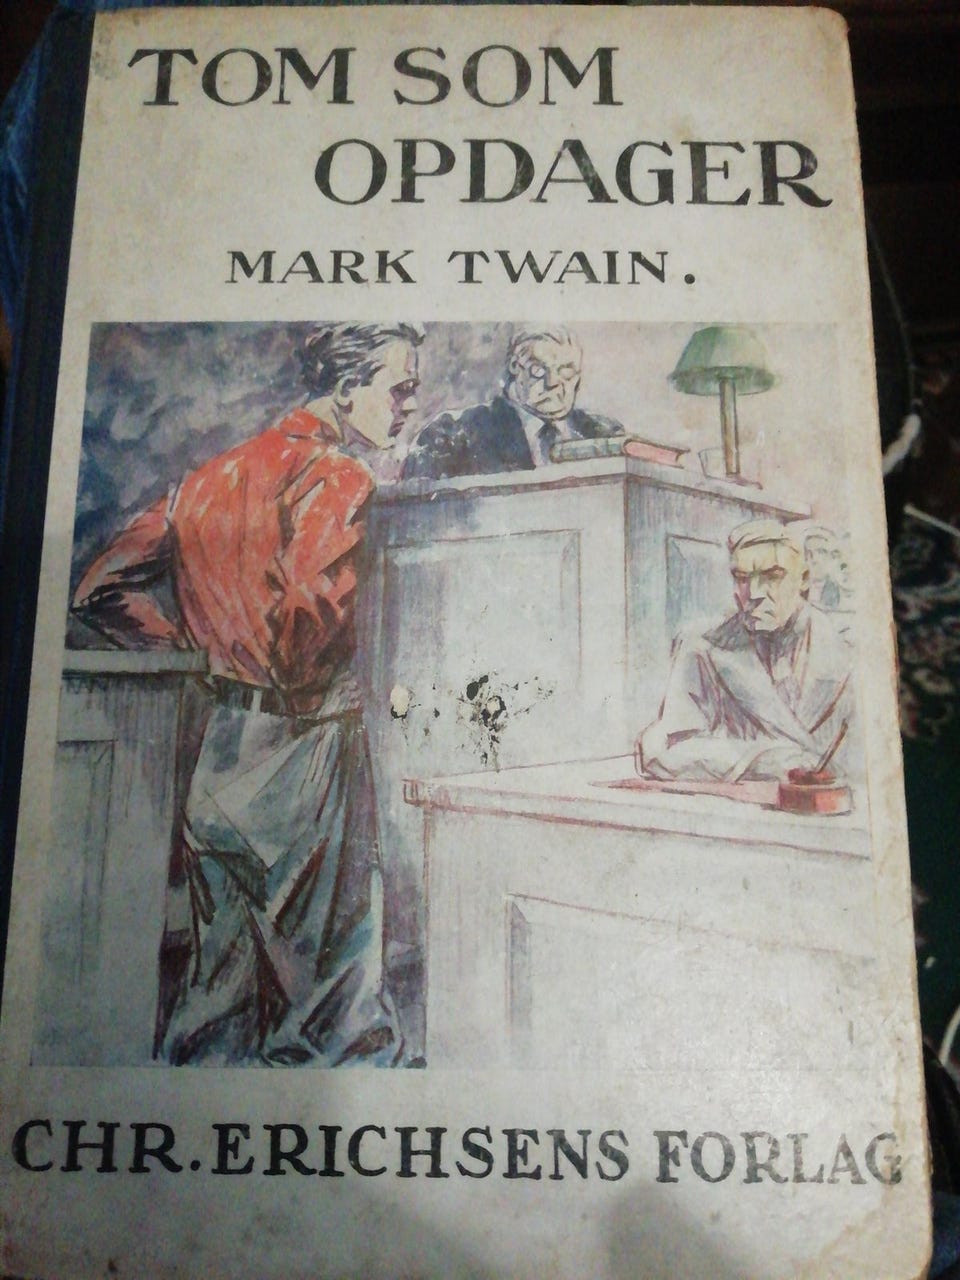 TOM SOM
OPDAGER
MARK TWAIN.
CHR. ERICHSENS FORLAG